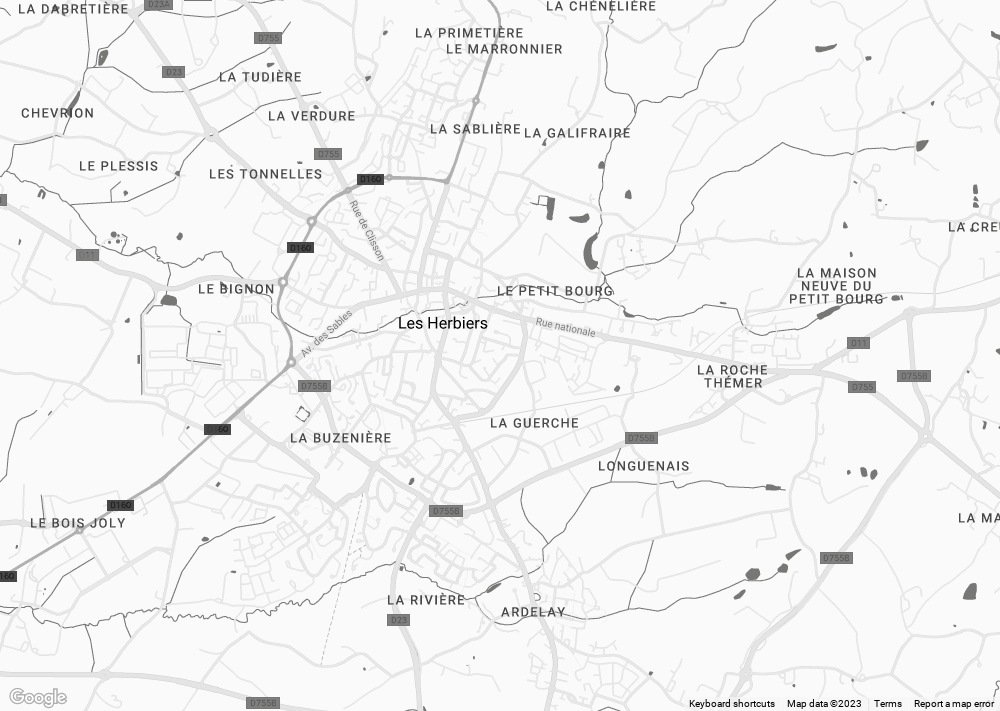 LA DABRETIÈRE
D23A
LA CHÉNELIÈRE
D755
LA PRIMETIÈRE
LE MARRONNIER
D23
LA TUDIÈRE
CHEVRION
LA VERDURE
LA SABLIÈRE
LA GALIFRAIRE
D755
LE PLESSIS
LES TONNELLES
D160
Rue de Clisson
LA CREU
D160
D11
LE BIGNON
LE PETIT BOURG
LA MAISON
NEUVE DU
PETIT BOURG
Av. des Sables
Les Herbiers
Rue nationale
D11
LA ROCHE
THÉMER
D755B
D755B
D755
D160
LA GUERCHE
LA BUZENIÈRE
D755B
LONGUENAIS
D160
D755B
LE BOIS JOLY
LA MA
D755B
160
LA RIVIÈRE
ARDELAY
D23
Google
D755B
Keyboard shortcuts
Map data ©2023
Terms
Report a map error